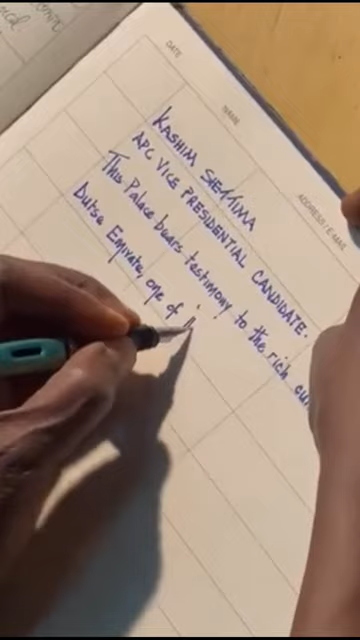 DATE
NAME
ADDRESS/E-MAIL
KASHIM SHETTIMA
APC VICE PRESIDENTIAL CANDIDATE.
This Palace bears testimony to the rich
Dutse Emirate, one of